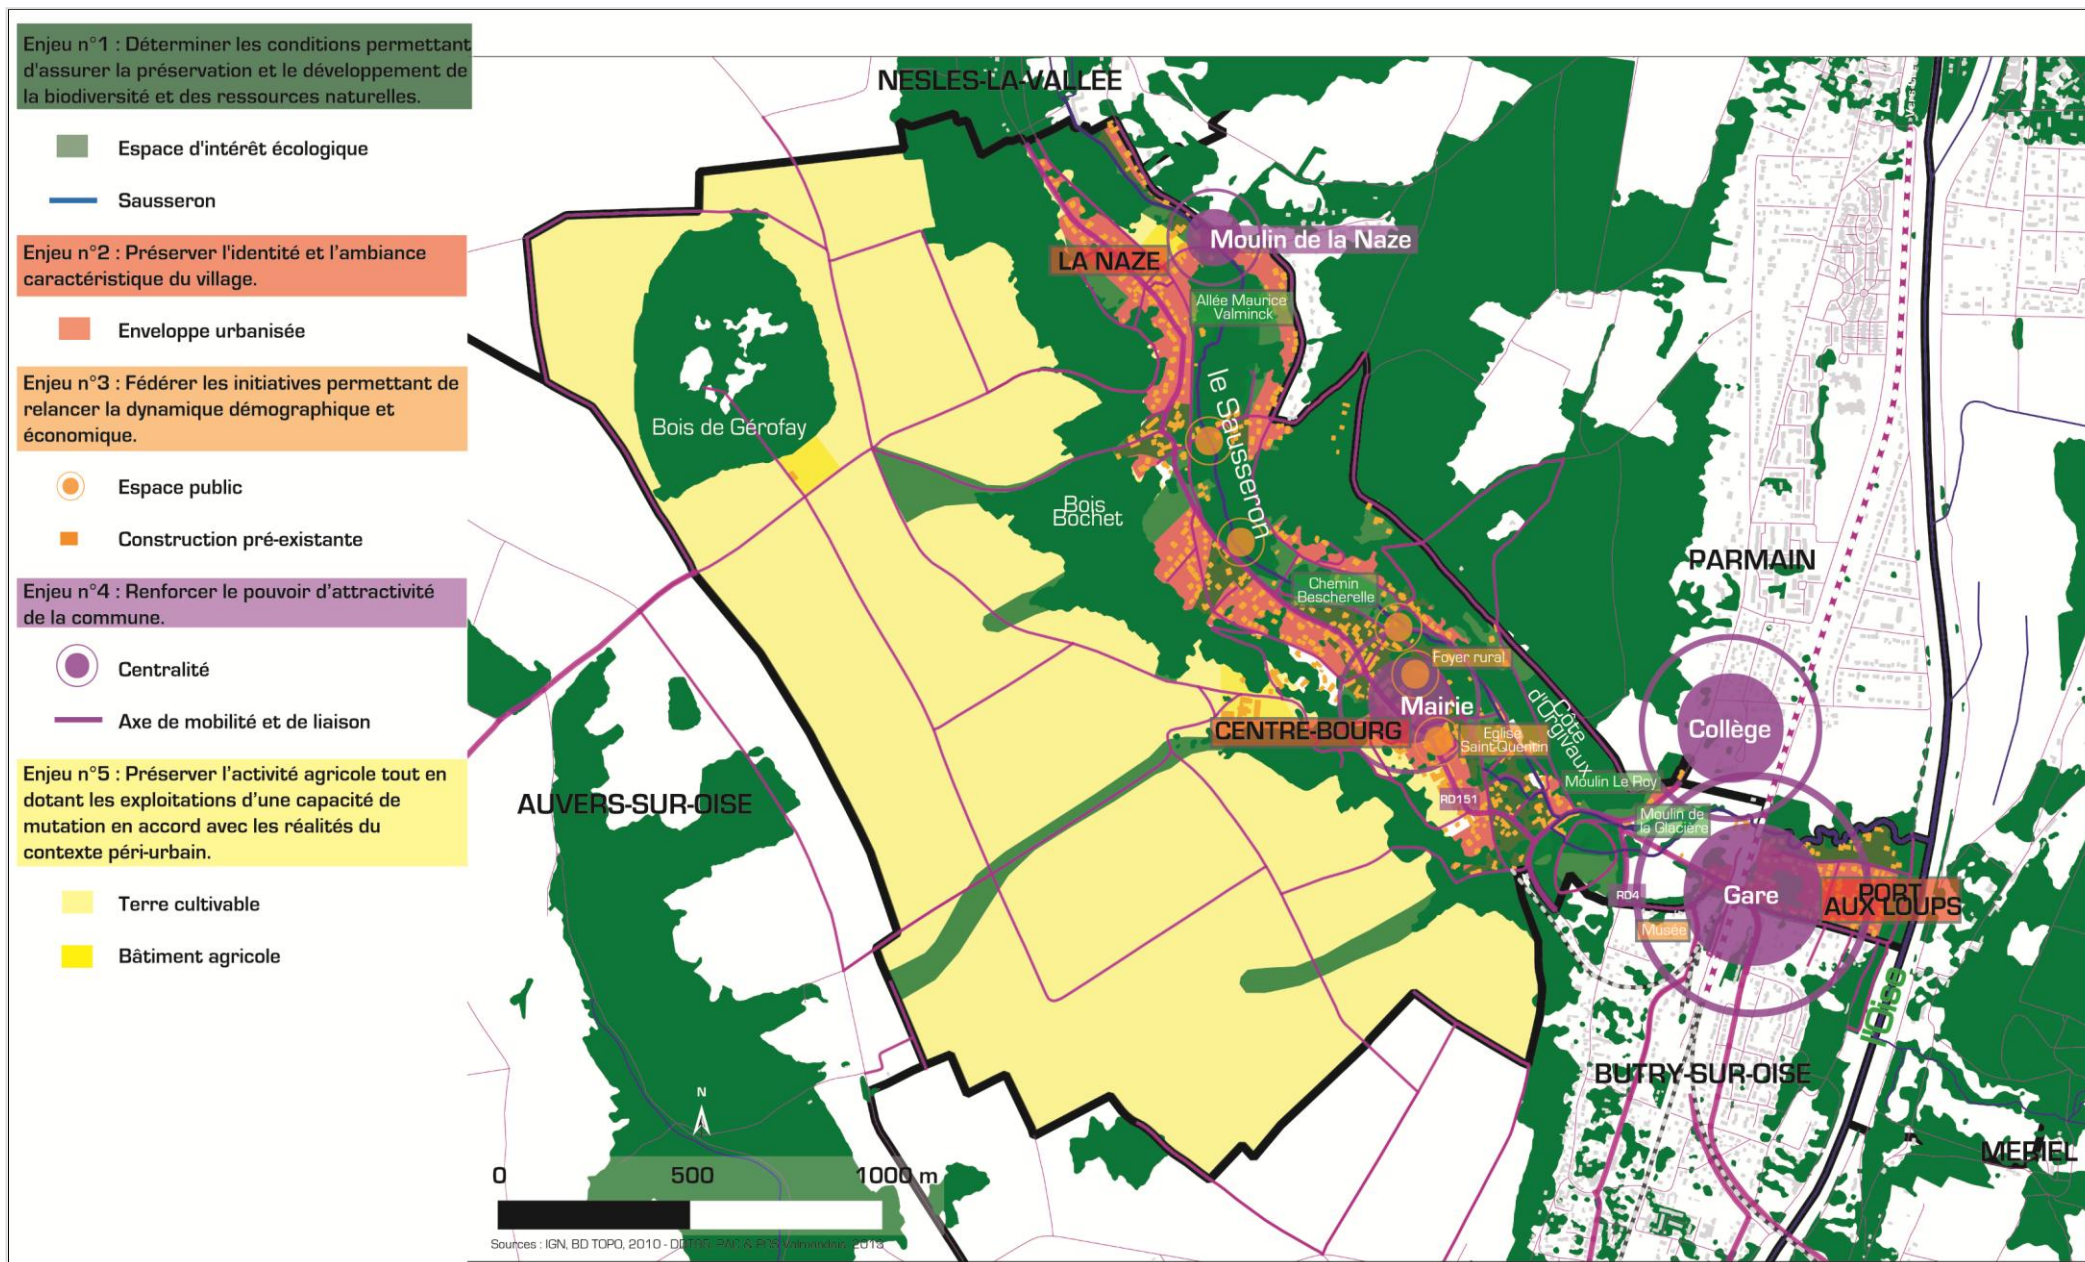 Enjeu n°1 : Déterminer les conditions permettant
d'assurer la préservation et le développement de
la biodiversité et des ressources naturelles.
Espace d'intérêt écologique
Sausseron
Enjeu n°2 : Préserver l'identité et l'ambiance
caractéristique du village.
Enveloppe urbanisée
Enjeu n°3 : Fédérer les initiatives permettant de
relancer la dynamique démographique et
économique.
Espace public
Construction pré-existante
Enjeu n°4 : Renforcer le pouvoir d'attractivité
de la commune.
Centralité
Axe de mobilité et de liaison
Enjeu n°5 : Préserver l'activité agricole tout en
dotant les exploitations d'une capacité de
mutation en accord avec les réalités du
contexte péri-urbain.
Terre cultivable
Bâtiment agricole
NESLES-LA-VALLEE
Moulin de la Naze
LA NAZE
Allée Maurice
Valminck
le Sausseron
Bois de Gérofay
Bois
Bochet
PARMAIN
Chemin
Bescherelle
Foyer rural
Mairie
CENTRE-BOURG
Eglise
Saint-Quentin
Côte
d'Orgivaux
Collège
Moulin Le Roy
RD151
Moulin de
la Glacière
AUVERS-SUR-OISE
Gare
RD4
PORT
AUX LOUPS
Musée
l'Oise
BUTRY-SUR-OISE
MERIEL
N
0 500 1000 m
Sources : IGN, BD TOPO, 2010 - Valmondois, 2013